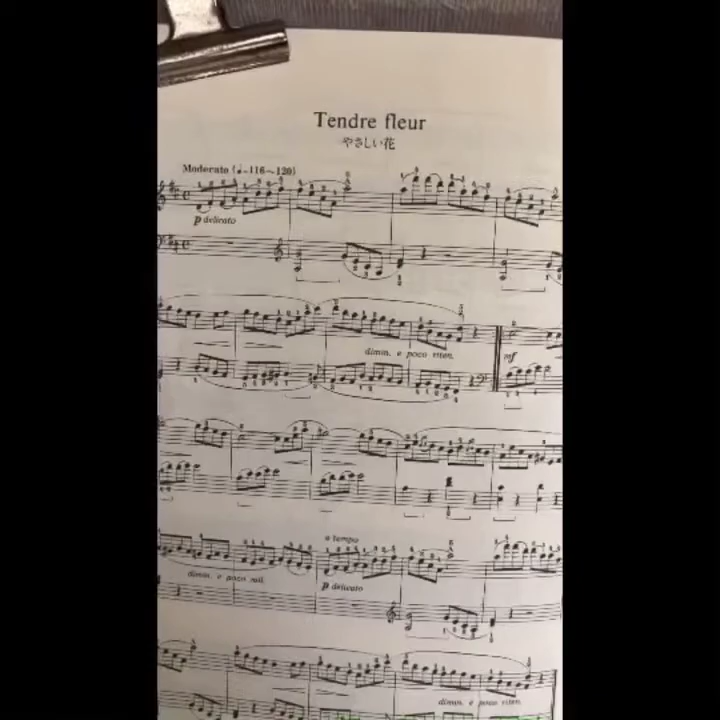 Tendre fleur
やさしい花
Moderato (♩=116〜120)
p delicato
dimin. e poco riten.
mf
a tempo
dimin. e poco rall.
p delicato
dimin. e poco riten.